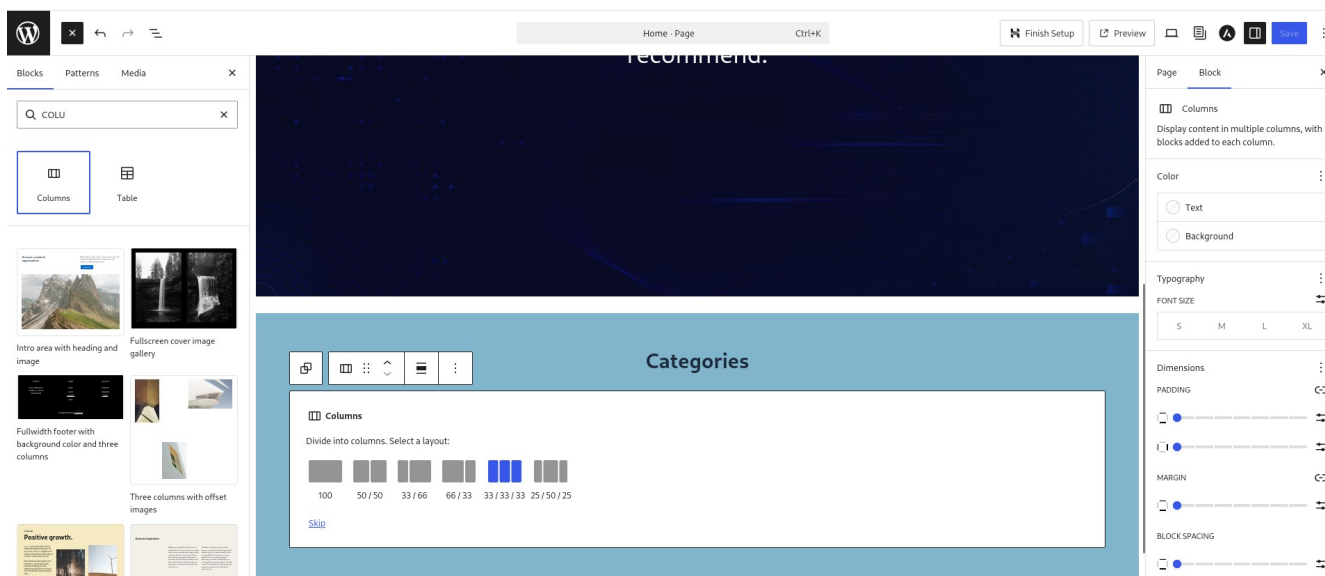 Home · Page
Ctrl+K
Finish Setup
Preview
Save
Blocks
Patterns
Media
COLU
Columns
Table
Intro area with heading and
image
Fullscreen cover image
gallery
Fullwidth footer with
background color and three
columns
Three columns with offset
images
Positive growth.
recommend.
Categories
Columns
Divide into columns. Select a layout:
100
50 / 50
33 / 66
66 / 33
33 / 33 / 33
25 / 50 / 25
Skip
Page
Block
Columns
Display content in multiple columns, with
blocks added to each column.
Color
Text
Background
Typography
FONT SIZE
S
M
L
XL
Dimensions
PADDING
MARGIN
BLOCK SPACING